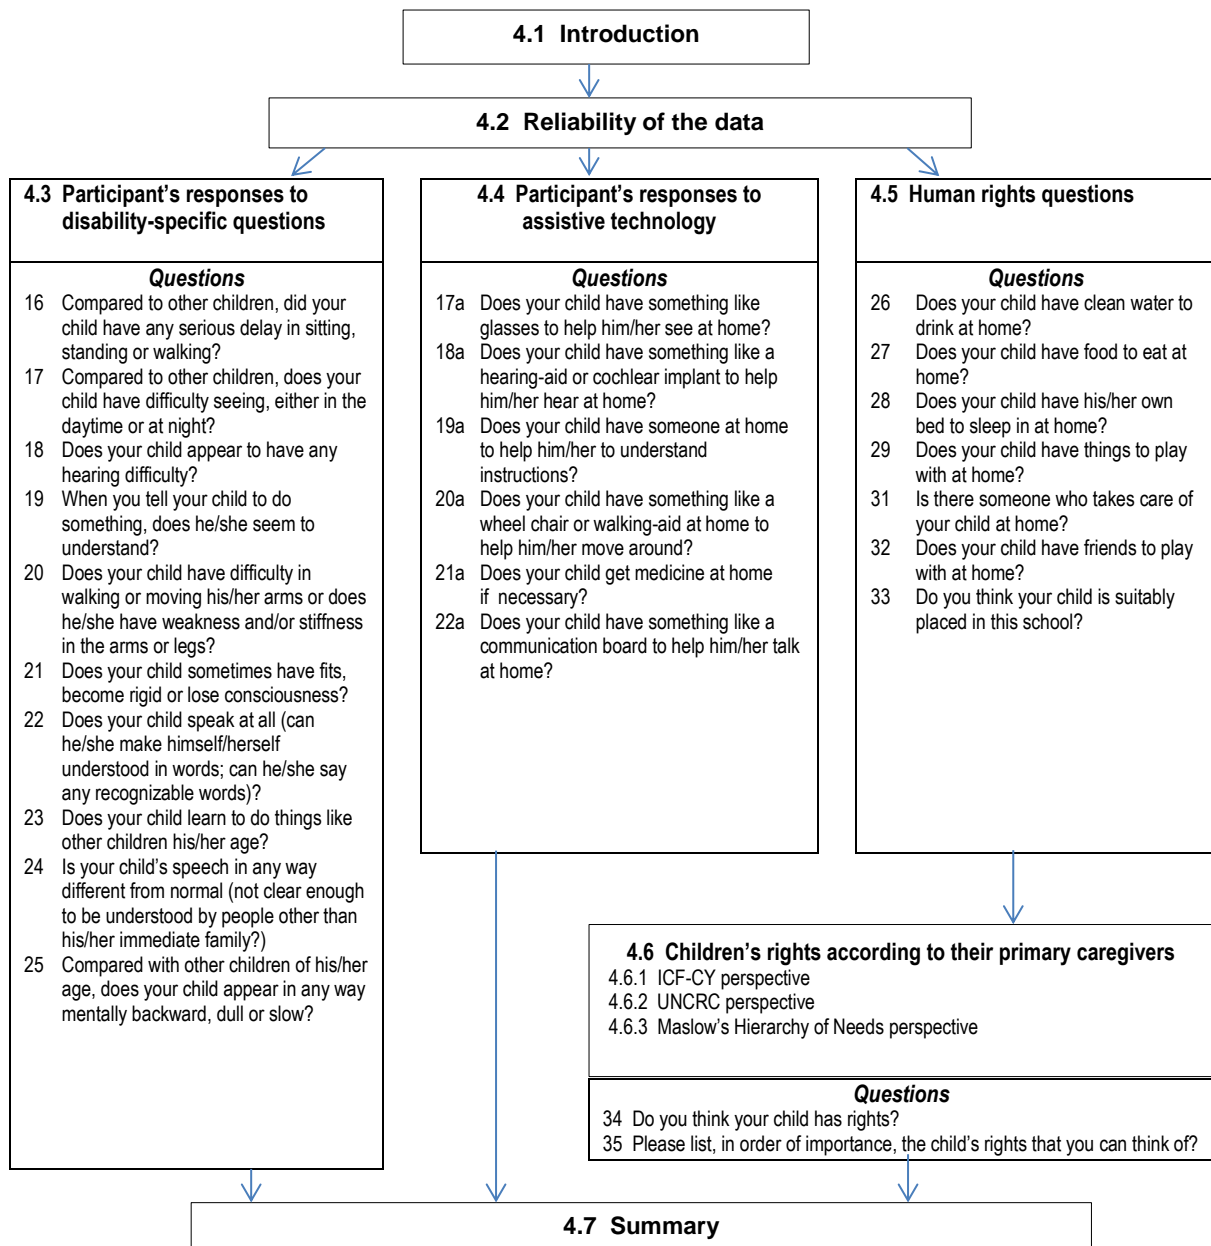 4.1 Introduction
4.2 Reliability of the data
4.3 Participant's responses to
disability-specific questions
Questions
16 Compared to other children, did your
child have any serious delay in sitting,
standing or walking?
17 Compared to other children, does your
child have difficulty seeing, either in the
daytime or at night?
18 Does your child appear to have any
hearing difficulty?
19 When you tell your child to do
something, does he/she seem to
understand?
20 Does your child have difficulty in
walking or moving his/her arms or does
he/she have weakness and/or stiffness
in the arms or legs?
21 Does your child sometimes have fits,
become rigid or lose consciousness?
22 Does your child speak at all (can
he/she make himself/herself
understood in words; can he/she say
any recognizable words)?
23 Does your child learn to do things like
other children his/her age?
24 Is your child's speech in any way
different from normal (not clear enough
to be understood by people other than
his/her immediate family?)
25 Compared with other children of his/her
age, does your child appear in any way
mentally backward, dull or slow?
4.4 Participant's responses to
assistive technology
Questions
17a Does your child have something like
glasses to help him/her see at home?
18a Does your child have something like a
hearing-aid or cochlear implant to help
him/her hear at home?
19a Does your child have someone at home
to help him/her to understand
instructions?
20a Does your child have something like a
wheel chair or walking-aid at home to
help him/her move around?
21a Does your child get medicine at home
if necessary?
22a Does your child have something like a
communication board to help him/her talk
at home?
4.5 Human rights questions
Questions
26 Does your child have clean water to
drink at home?
27 Does your child have food to eat at
home?
28 Does your child have his/her own
bed to sleep in at home?
29 Does your child have things to play
with at home?
31 Is there someone who takes care of
your child at home?
32 Does your child have friends to play
with at home?
33 Do you think your child is suitably
placed in this school?
4.6 Children's rights according to their primary caregivers
4.6.1 ICF-CY perspective
4.6.2 UNCRC perspective
4.6.3 Maslow's Hierarchy of Needs perspective
Questions
34 Do you think your child has rights?
35 Please list, in order of importance, the child's rights that you can think of?
4.7 Summary